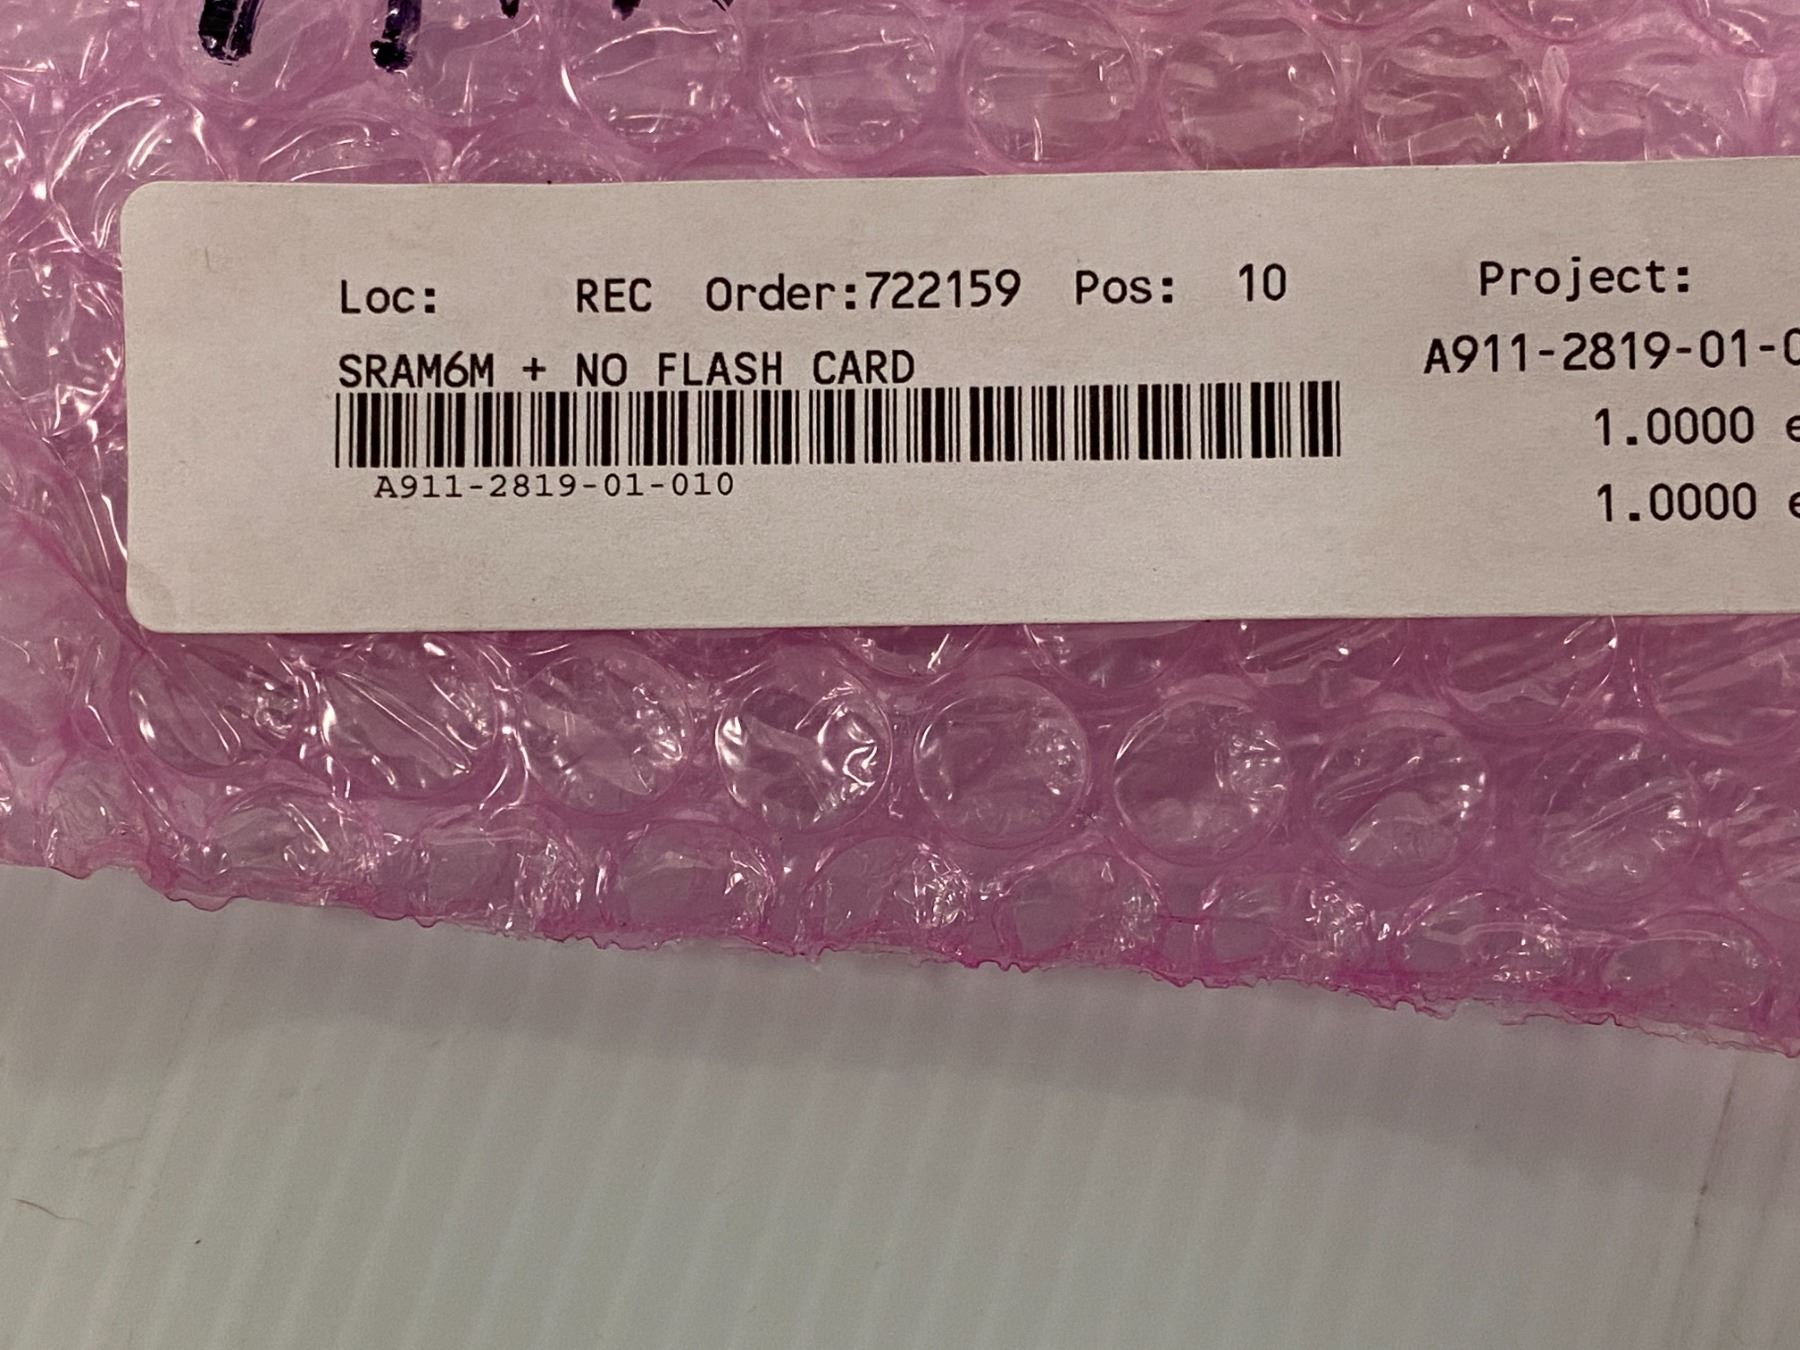 Loc: REC Order:722159 Pos: 10 Project:
SRAM6M + NO FLASH CARD A911-2819-01-0
1.0000 e
A911-2819-01-010
1.0000 e